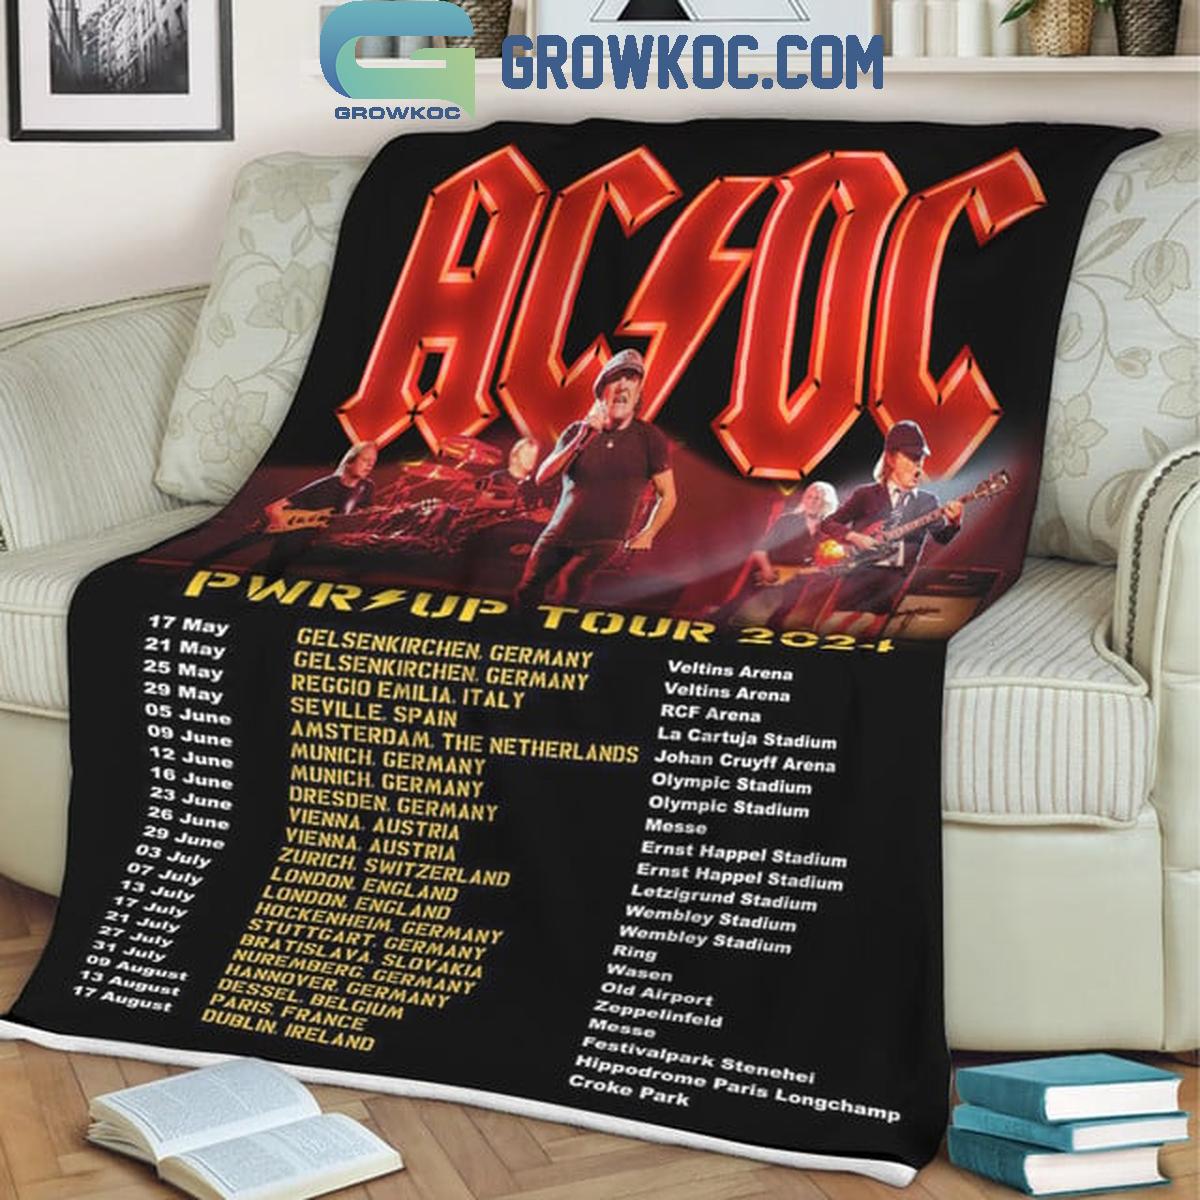 GROWKOC
GROWKOC.COM
AC⚡DC
PWR⚡UP TOUR 2024
17 May GELSENKIRCHEN, GERMANY Veltins Arena
21 May GELSENKIRCHEN, GERMANY Veltins Arena
25 May REGGIO EMILIA, ITALY RCF Arena
29 May SEVILLE, SPAIN La Cartuja Stadium
05 June AMSTERDAM, THE NETHERLANDS Johan Cruyff Arena
09 June MUNICH, GERMANY Olympic Stadium
12 June MUNICH, GERMANY Olympic Stadium
16 June DRESDEN, GERMANY Messe
23 June VIENNA, AUSTRIA Ernst Happel Stadium
26 June VIENNA, AUSTRIA Ernst Happel Stadium
29 June ZURICH, SWITZERLAND Letzigrund Stadium
03 July LONDON, ENGLAND Wembley Stadium
07 July LONDON, ENGLAND Wembley Stadium
13 July HOCKENHEIM, GERMANY Ring
17 July STUTTGART, GERMANY Wasen
21 July BRATISLAVA, SLOVAKIA Old Airport
27 July NUREMBERG, GERMANY Zeppelinfeld
31 July HANNOVER, GERMANY Messe
09 August DESSEL, BELGIUM Festivalpark Stenehei
13 August PARIS, FRANCE Hippodrome Paris Longchamp
17 August DUBLIN, IRELAND Croke Park